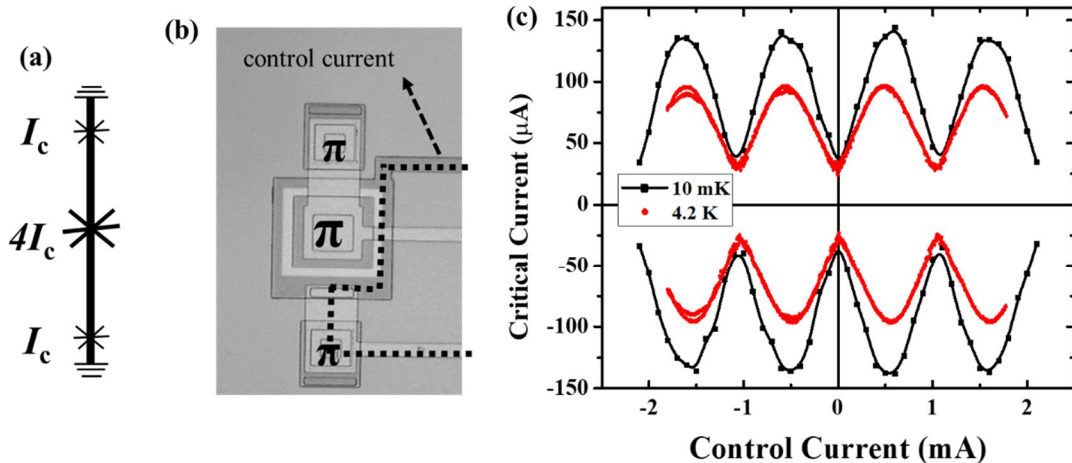 (a)
I_c
4I_c
I_c
(b)
control current
π
π
π
(c)
Critical Current (μA)
150
100
50
0
-50
-100
-150
10 mK
4.2 K
-2
-1
0
1
2
Control Current (mA)